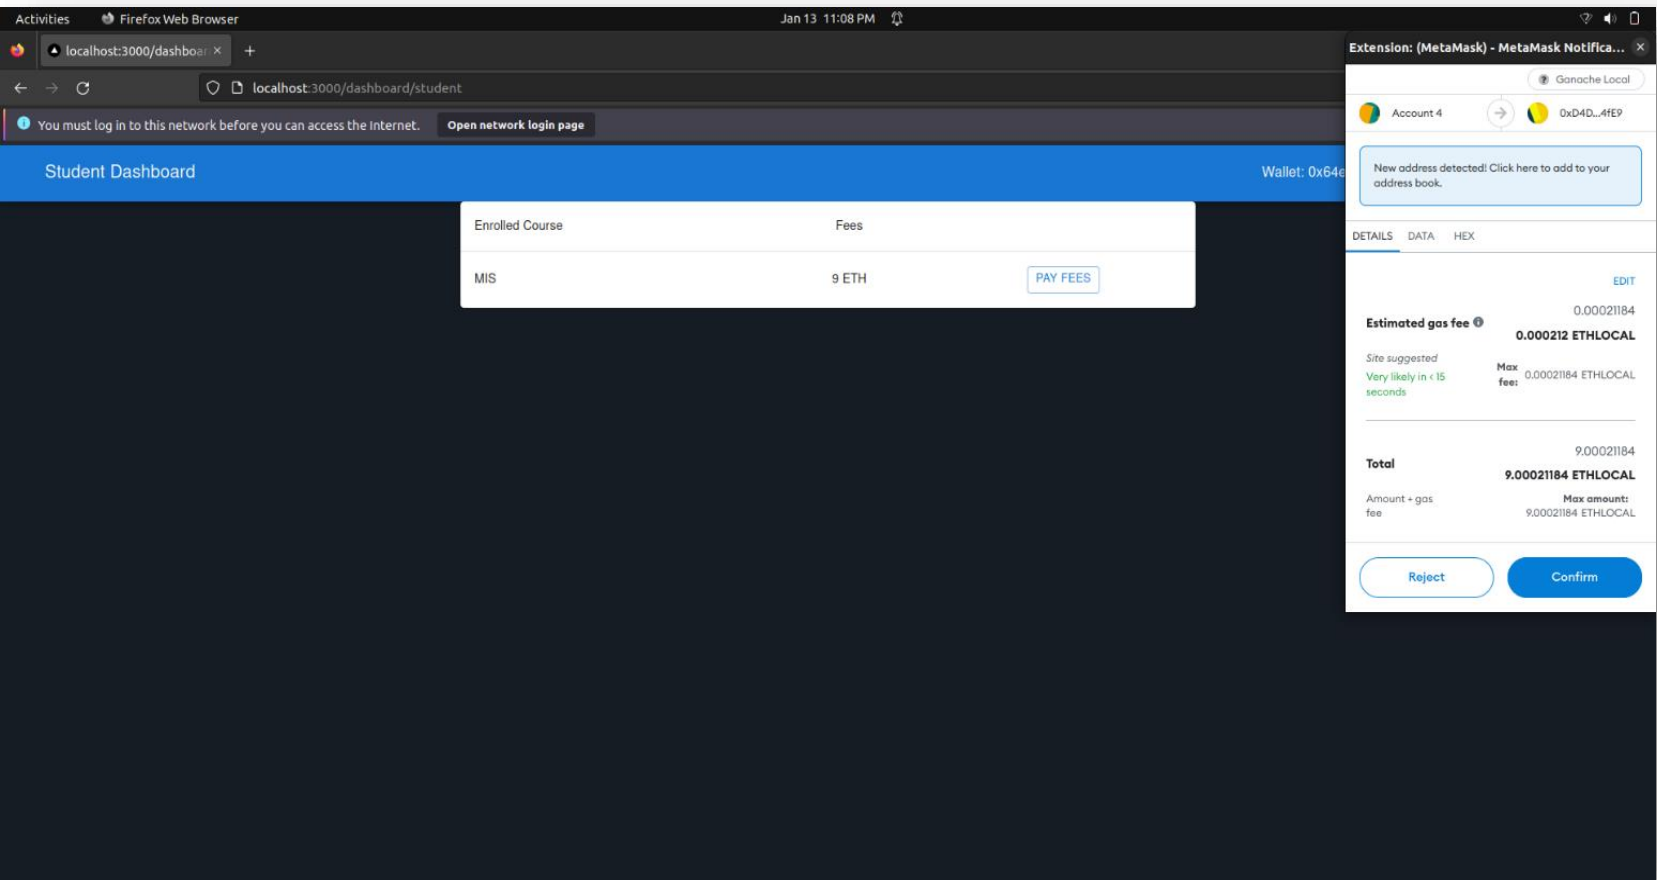 Activities Firefox Web Browser Jan 13 11:08 PM
localhost:3000/dashboar × +
localhost:3000/dashboard/student
You must log in to this network before you can access the Internet. Open network login page
Student Dashboard Wallet: 0x64e
Enrolled Course Fees
MIS 9 ETH PAY FEES
Extension: (MetaMask) - MetaMask Notifica... ×
Ganache Local
Account 4 0xD4D...4fE9
New address detected! Click here to add to your
address book.
DETAILS DATA HEX
EDIT
0.00021184
Estimated gas fee
0.000212 ETHLOCAL
Site suggested
Very likely in < 15
seconds
Max
fee: 0.00021184 ETHLOCAL
9.00021184
Total
9.00021184 ETHLOCAL
Amount + gas
fee
Max amount:
9.00021184 ETHLOCAL
Reject Confirm